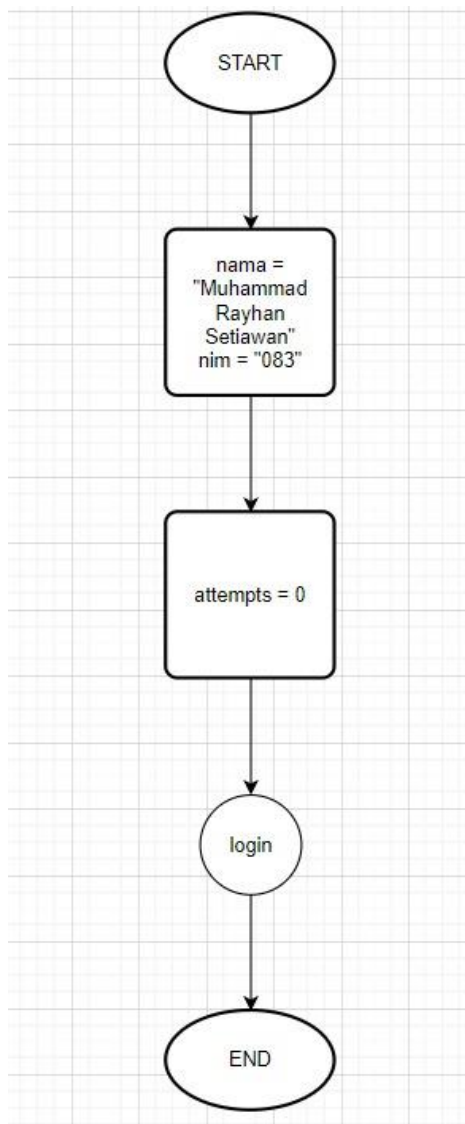 START
nama =
"Muhammad
Rayhan
Setiawan"
nim = "083"
attempts = 0
login
END